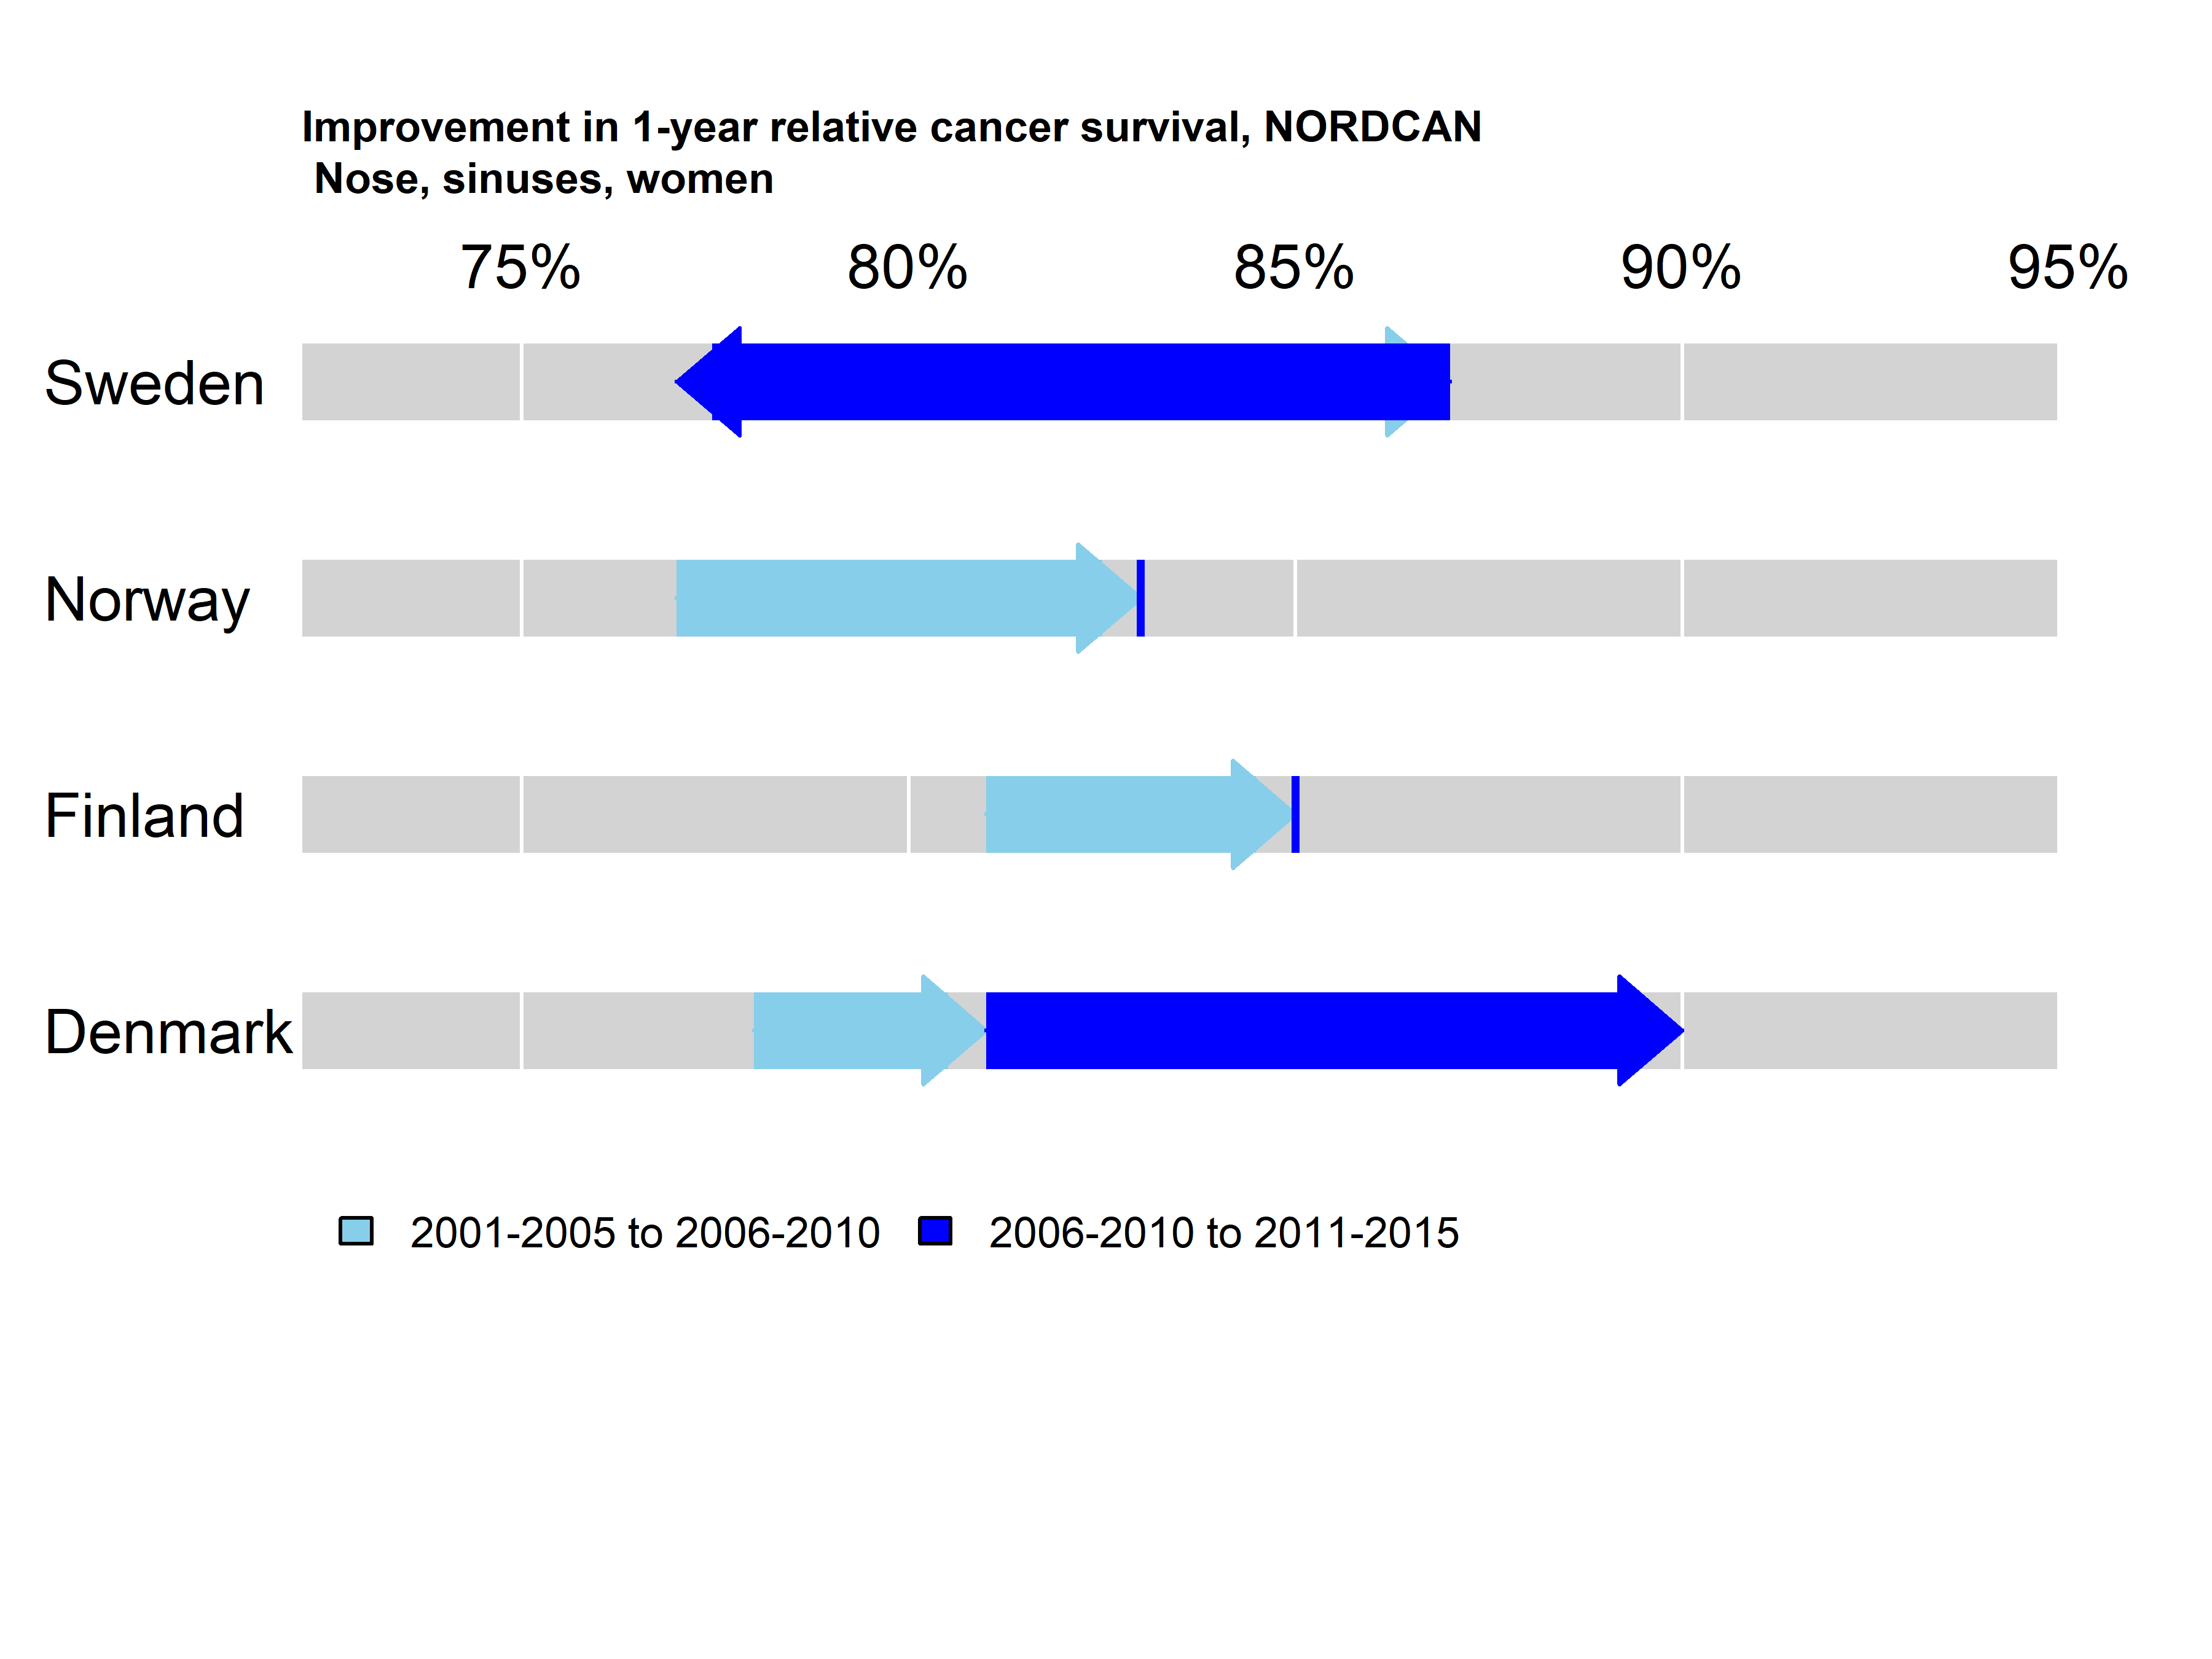 Improvement in 1-year relative cancer survival, NORDCAN
Nose, sinuses, women
75% 80% 85% 90% 95%
Sweden
Norway
Finland
Denmark
2001-2005 to 2006-2010 2006-2010 to 2011-2015